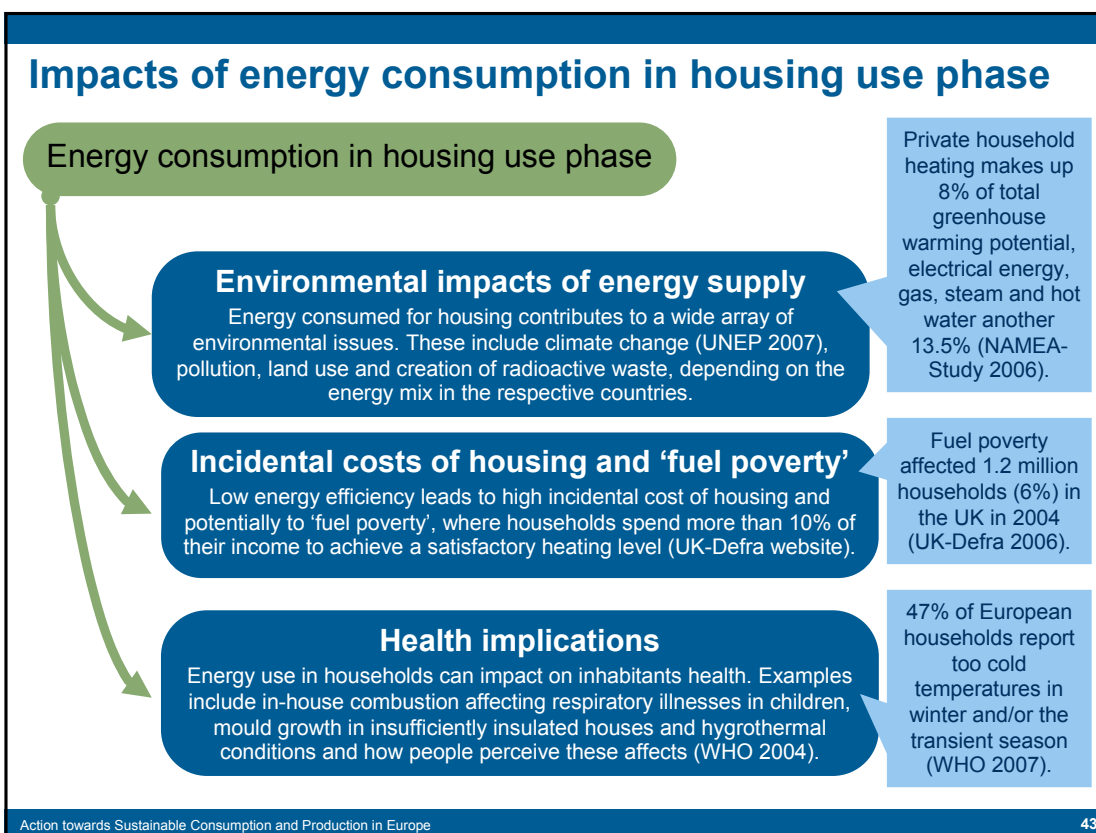 Impacts of energy consumption in housing use phase
Energy consumption in housing use phase
Environmental impacts of energy supply
Energy consumed for housing contributes to a wide array of
environmental issues. These include climate change (UNEP 2007),
pollution, land use and creation of radioactive waste, depending on the
energy mix in the respective countries.
Private household
heating makes up
8% of total
greenhouse
warming potential,
electrical energy,
gas, steam and hot
water another
13.5% (NAMEA-
Study 2006).
Incidental costs of housing and ‘fuel poverty’
Low energy efficiency leads to high incidental cost of housing and
potentially to ‘fuel poverty’, where households spend more than 10% of
their income to achieve a satisfactory heating level (UK-Defra website).
Fuel poverty
affected 1.2 million
households (6%) in
the UK in 2004
(UK-Defra 2006).
Health implications
Energy use in households can impact on inhabitants health. Examples
include in-house combustion affecting respiratory illnesses in children,
mould growth in insufficiently insulated houses and hygrothermal
conditions and how people perceive these affects (WHO 2004).
47% of European
households report
too cold
temperatures in
winter and/or the
transient season
(WHO 2007).
Action towards Sustainable Consumption and Production in Europe
43